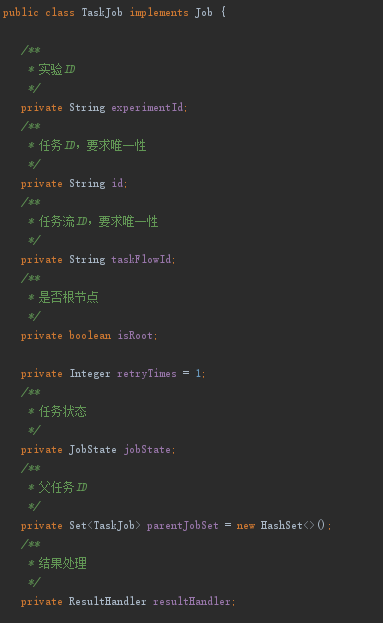 public class TaskJob implements Job {
/**
* 实验ID
*/
private String experimentId;
/**
* 任务ID，要求唯一性
*/
private String id;
/**
* 任务流ID，要求唯一性
*/
private String taskFlowId;
/**
* 是否根节点
*/
private boolean isRoot;
private Integer retryTimes = 1;
/**
* 任务状态
*/
private JobState jobState;
/**
* 父任务ID
*/
private Set<TaskJob> parentJobSet = new HashSet<>();
/**
* 结果处理
*/
private ResultHandler resultHandler;